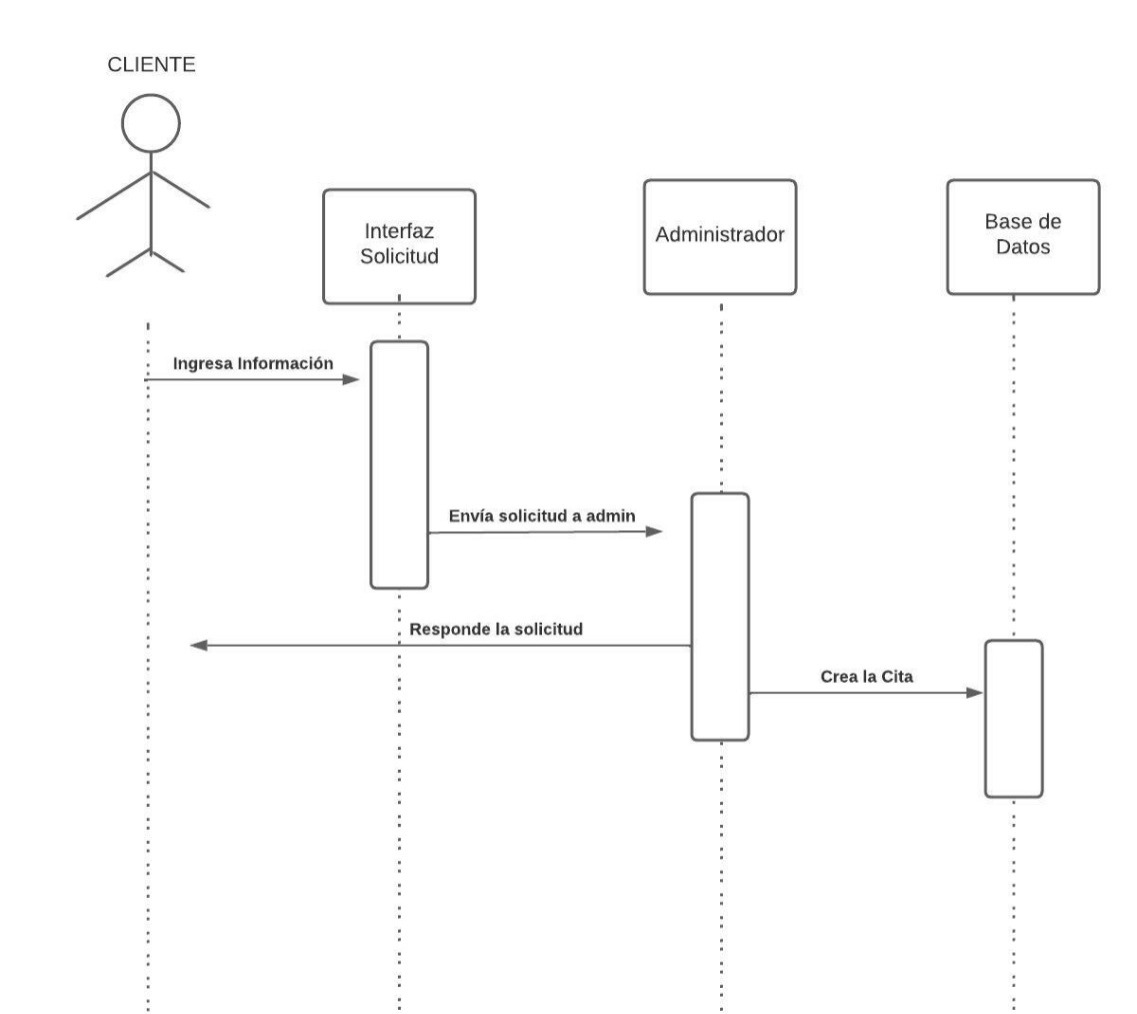 CLIENTE
Interfaz
Solicitud
Administrador
Base de
Datos
Ingresa Información
Envía solicitud a admin
Responde la solicitud
Crea la Cita